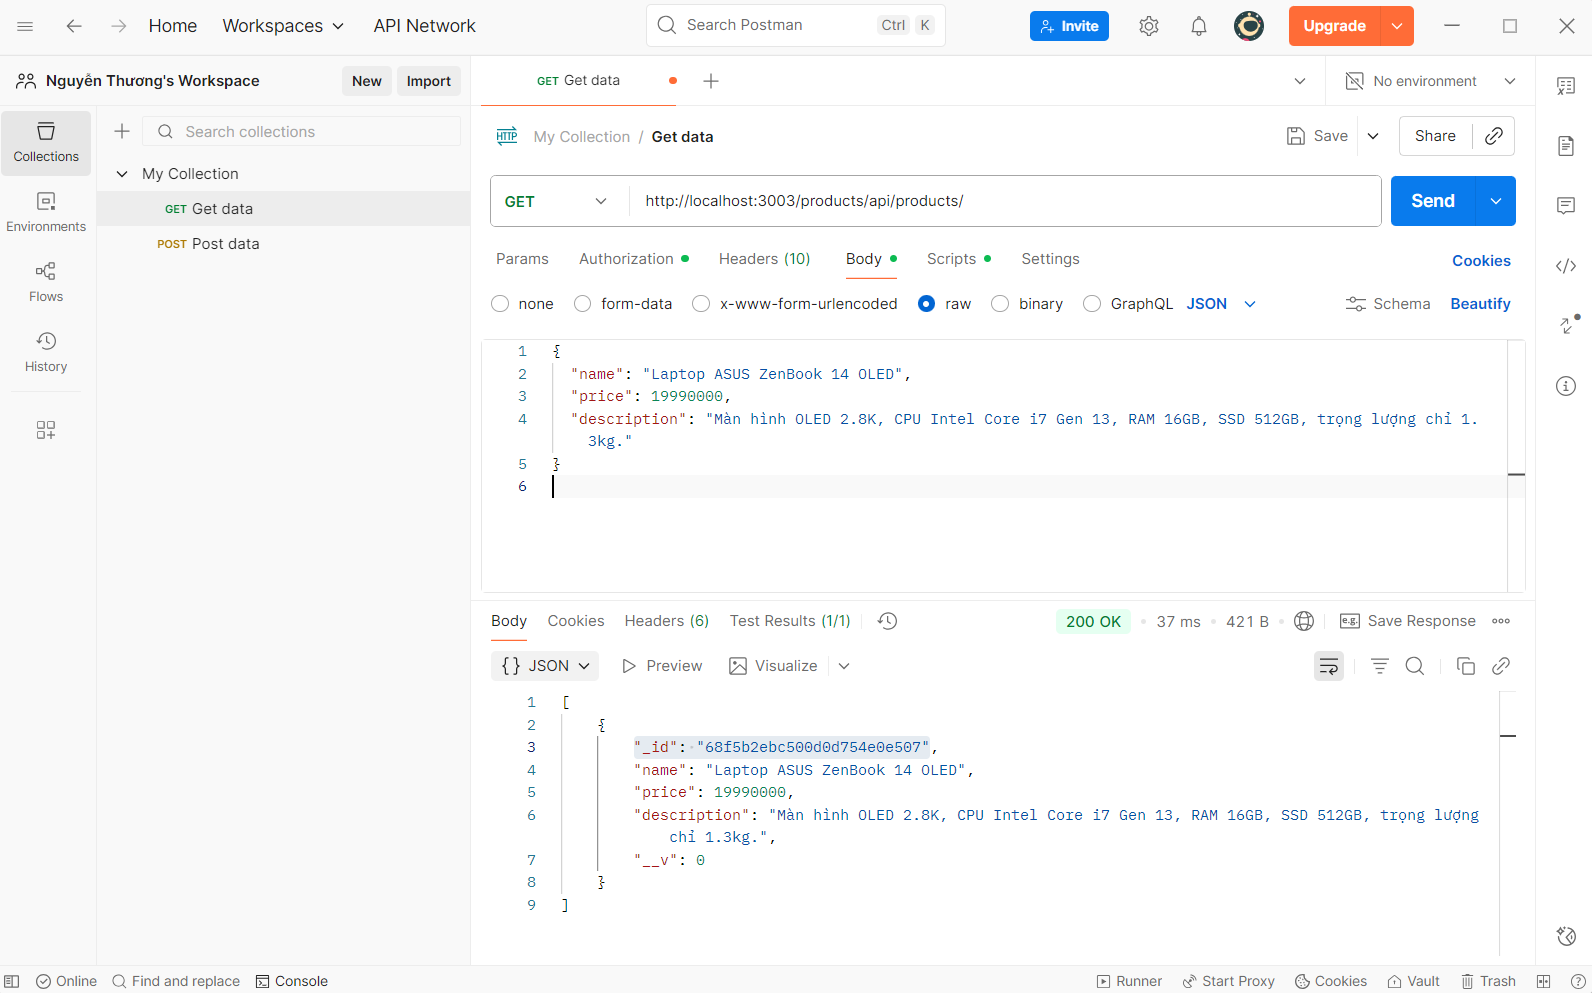 Home Workspaces API Network Search Postman Ctrl K Invite Upgrade
Nguyễn Thương's Workspace New Import GET Get data No environment
Collections
Environments
Flows
History
Search collections
My Collection
GET Get data
POST Post data
HTTP My Collection / Get data Save Share
GET http://localhost:3003/products/api/products/ Send
Params Authorization Headers (10) Body Scripts Settings Cookies
none form-data x-www-form-urlencoded raw binary GraphQL JSON Schema Beautify
1 {
2 "name": "Laptop ASUS ZenBook 14 OLED",
3 "price": 19990000,
4 "description": "Màn hình OLED 2.8K, CPU Intel Core i7 Gen 13, RAM 16GB, SSD 512GB, trọng lượng chỉ 1.
3kg."
5 }
6
Body Cookies Headers (6) Test Results (1/1) 200 OK 37 ms 421 B e.g. Save Response
{} JSON Preview Visualize
1 [
2 {
3 "_id": "68f5b2ebc500d0d754e0e507",
4 "name": "Laptop ASUS ZenBook 14 OLED",
5 "price": 19990000,
6 "description": "Màn hình OLED 2.8K, CPU Intel Core i7 Gen 13, RAM 16GB, SSD 512GB, trọng lượng
chỉ 1.3kg.",
7 "__v": 0
8 }
9 ]
Online Find and replace Console Runner Start Proxy Cookies Vault Trash